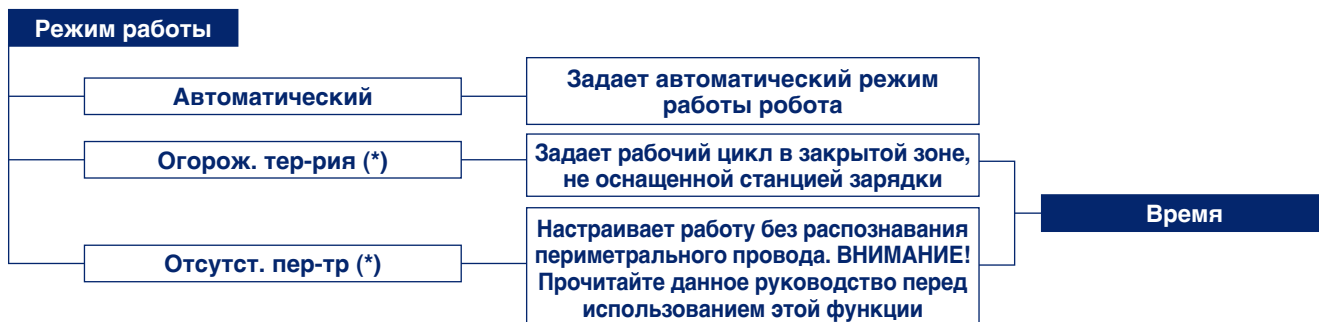 Режим работы
Автоматический
Задает автоматический режим
работы робота
Огорож. тер-рия (*)
Задает рабочий цикл в закрытой зоне,
не оснащенной станцией зарядки
Время
Отсутст. пер-тр (*)
Настраивает работу без распознавания
периметрального провода. ВНИМАНИЕ!
Прочитайте данное руководство перед
использованием этой функции